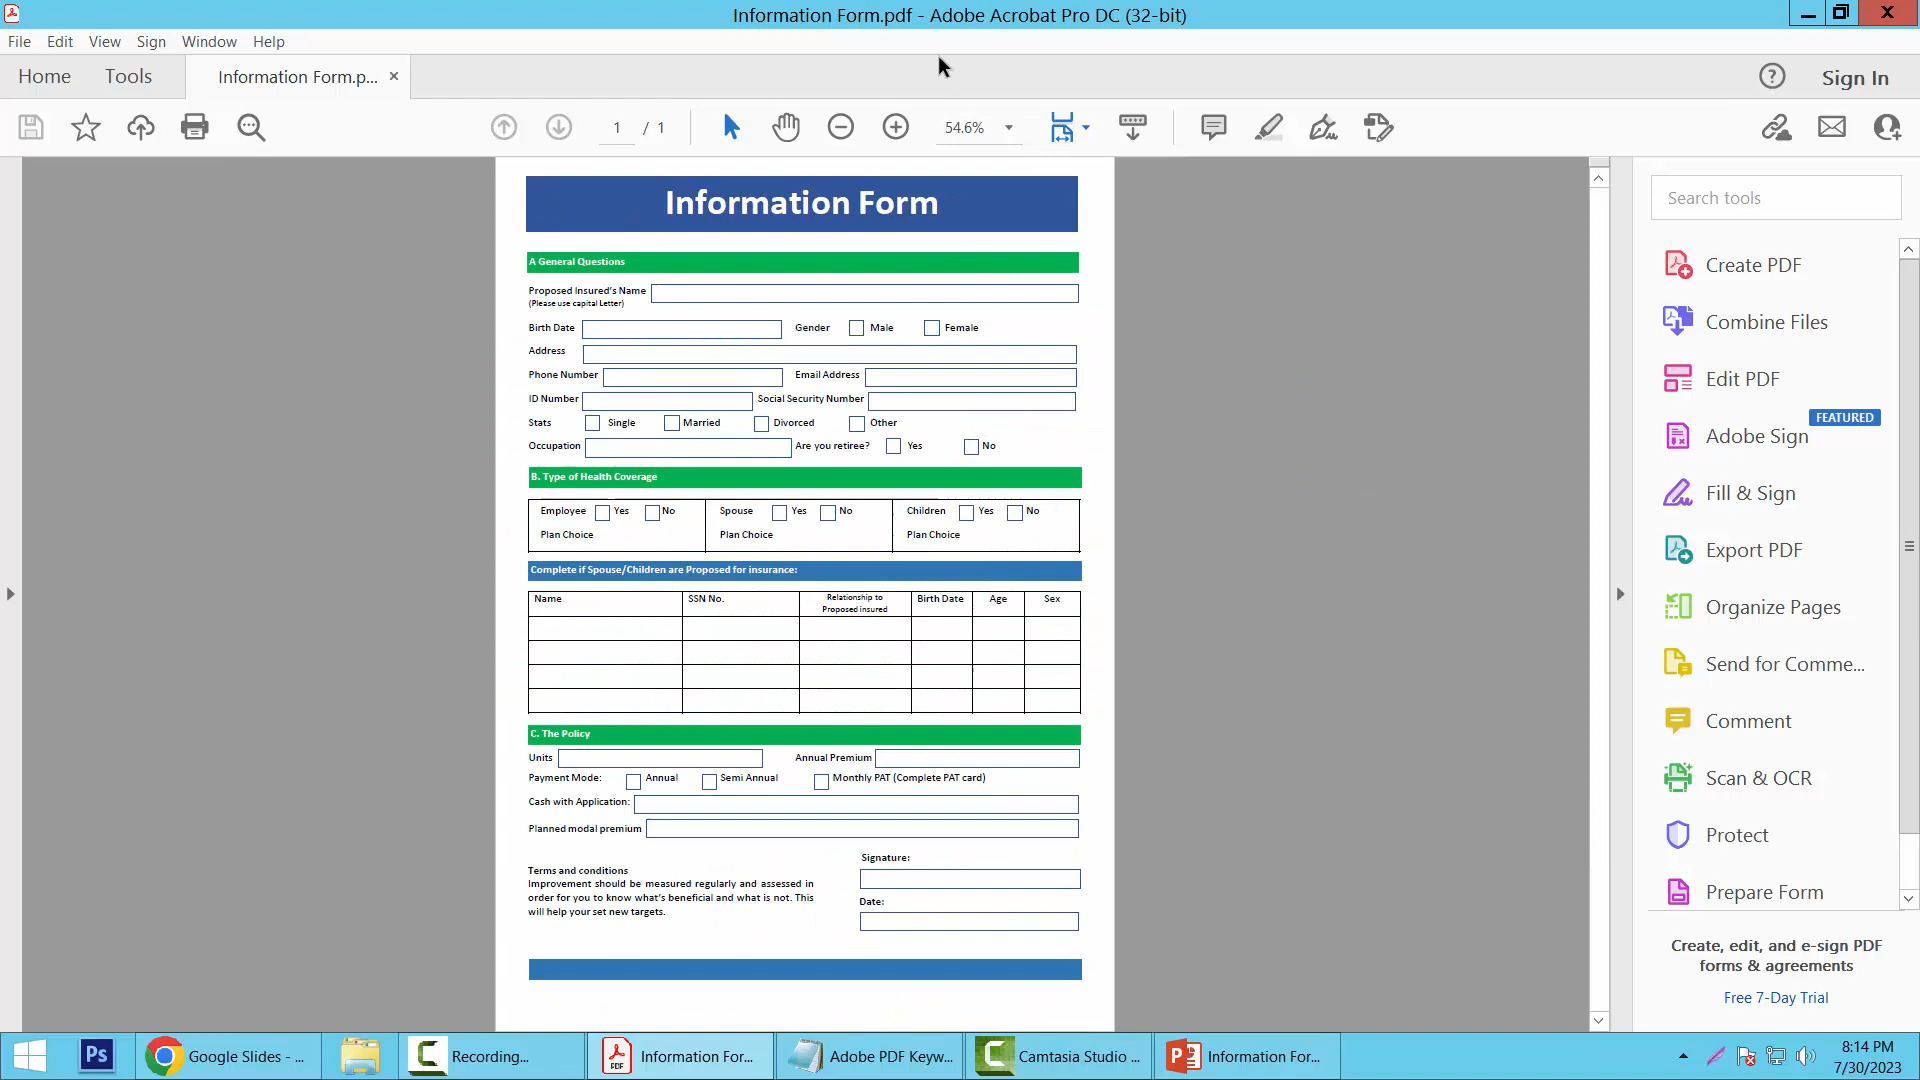 Information Form.pdf - Adobe Acrobat Pro DC (32-bit)
File Edit View Sign Window Help
Home Tools Information Form.p... ×
Sign In
1 / 1
54.6%
Information Form
A General Questions
Proposed Insured's Name
(Please use capital Letter)
Birth Date Gender Male Female
Address
Phone Number Email Address
ID Number Social Security Number
Stats Single Married Divorced Other
Occupation Are you retiree? Yes No
B. Type of Health Coverage
Employee Yes No Spouse Yes No Children Yes No
Plan Choice Plan Choice Plan Choice
Complete if Spouse/Children are Proposed for insurance:
Name SSN No. Relationship to Proposed insured Birth Date Age Sex
C. The Policy
Units Annual Premium
Payment Mode: Annual Semi Annual Monthly PAT (Complete PAT card)
Cash with Application:
Planned modal premium
Signature:
Terms and conditions
Improvement should be measured regularly and assessed in
order for you to know what's beneficial and what is not. This
will help your set new targets.
Date:
Search tools
Create PDF
Combine Files
Edit PDF
FEATURED
Adobe Sign
Fill & Sign
Export PDF
Organize Pages
Send for Comme...
Comment
Scan & OCR
Protect
Prepare Form
Create, edit, and e-sign PDF
forms & agreements
Free 7-Day Trial
Ps Google Slides - ... Recording... Information For... Adobe PDF Keyw... Camtasia Studio ... Information For...
8:14 PM
7/30/2023